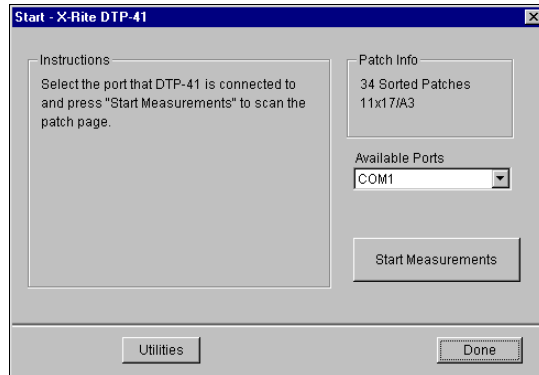 Start - X-Rite DTP-41
Instructions
Select the port that DTP-41 is connected to
and press "Start Measurements" to scan the
patch page.
Patch Info
34 Sorted Patches
11x17/A3
Available Ports
COM1
Start Measurements
Utilities
Done